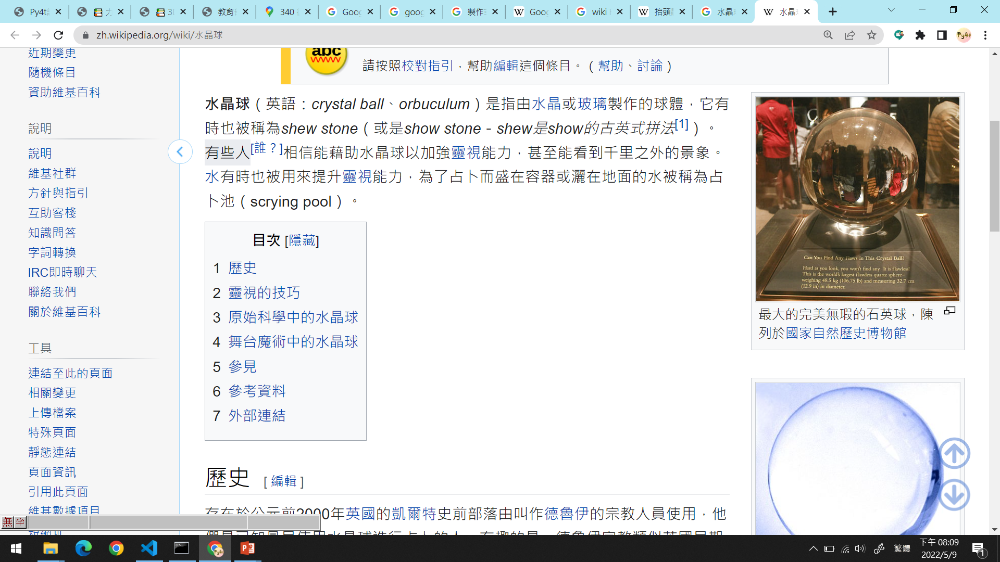 Py4t
340
Goog
goog
製作
Goog
wiki
抬頭
水晶球
水晶球
zh.wikipedia.org/wiki/水晶球
近期變更
隨機條目
資助維基百科
說明
說明
維基社群
方針與指引
互助客棧
知識問答
字詞轉換
IRC即時聊天
聯絡我們
關於維基百科
工具
連結至此的頁面
相關變更
上傳檔案
特殊頁面
靜態連結
頁面資訊
引用此頁面
維基數據項目
無 半
abc
請按照校對指引，幫助編輯這個條目。（幫助、討論）
水晶球（英語：crystal ball、orbuculum）是指由水晶或玻璃製作的球體，它有
時也被稱為shew stone（或是show stone－shew是show的古英式拼法[1]）。
有些人[誰？]相信能藉助水晶球以加強靈視能力，甚至能看到千里之外的景象。
水有時也被用來提升靈視能力，為了占卜而盛在容器或灑在地面的水被稱為占
卜池（scrying pool）。
目次 [隱藏]
1 歷史
2 靈視的技巧
3 原始科學中的水晶球
4 舞台魔術中的水晶球
5 參見
6 參考資料
7 外部連結
歷史 [編輯]
存在於公元前2000年英國的凱爾特史前部落由叫作德魯伊的宗教人員使用，他
Can You Find Any Flaws in This Crystal Ball?
Hard as you look, you won't find any. It is flawless!
This is the world's largest flawless quartz sphere—
weighing 48.5 kg (106.75 lb) and measuring 32.7 cm
(12.9 in) in diameter.
最大的完美無瑕的石英球，陳
列於國家自然歷史博物館
繁體
下午 08:09
2022/5/9
1